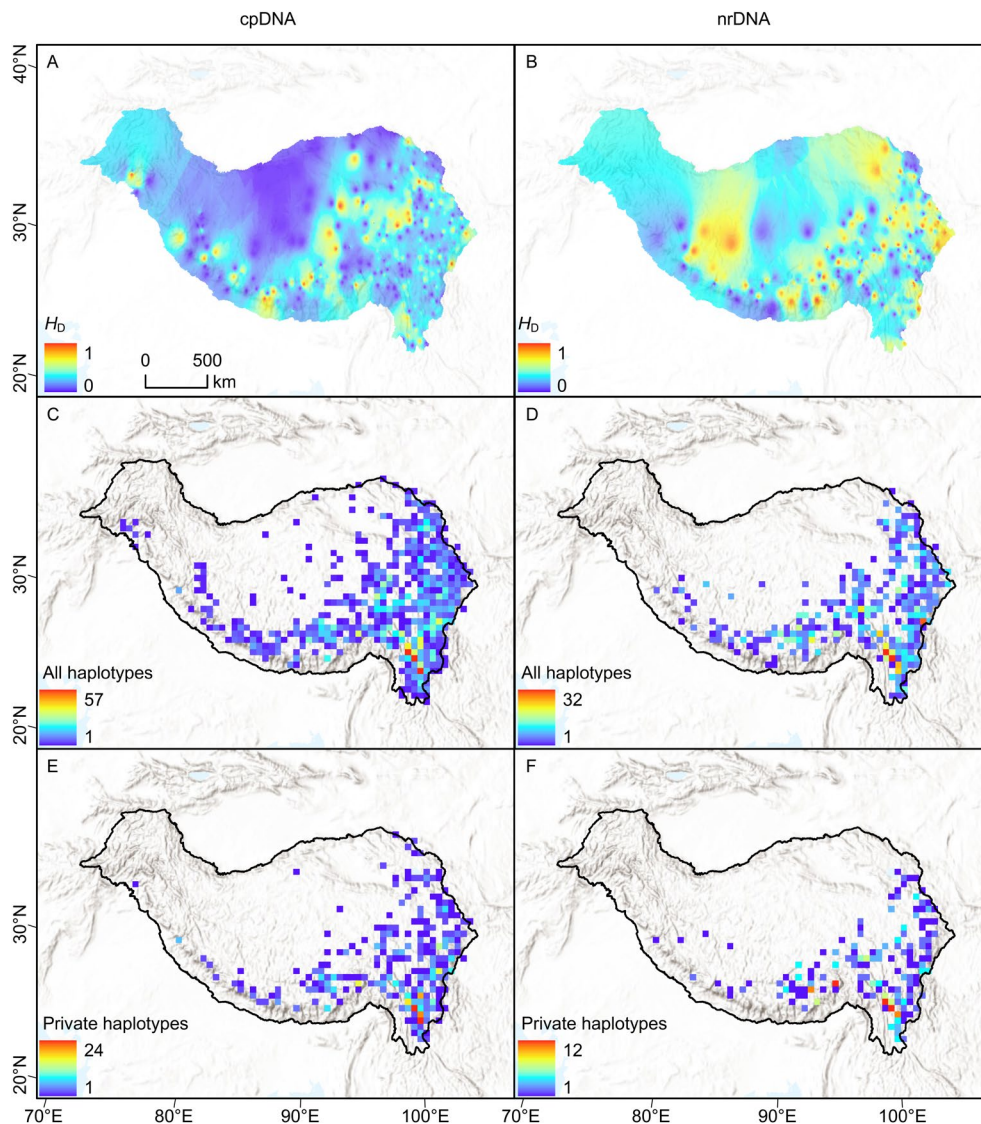 cpDNA nrDNA
A B
40°N
30°N
20°N
HD
1
0
0 500
km
HD
1
0
C D
30°N
20°N
All haplotypes
57
1
All haplotypes
32
1
E F
30°N
20°N
Private haplotypes
24
1
Private haplotypes
12
1
70°E 80°E 90°E 100°E 80°E 90°E 100°E